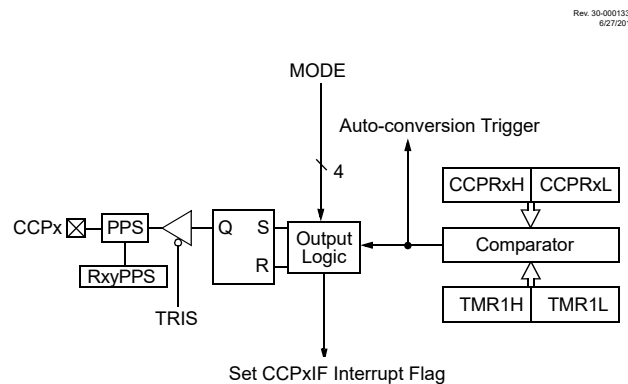 Rev. 30-000133
6/27/201
MODE
Auto-conversion Trigger
4
CCPRxH CCPRxL
CCPx PPS Q S Output Logic Comparator
R
RxyPPS
TMR1H TMR1L
TRIS
Set CCPxIF Interrupt Flag